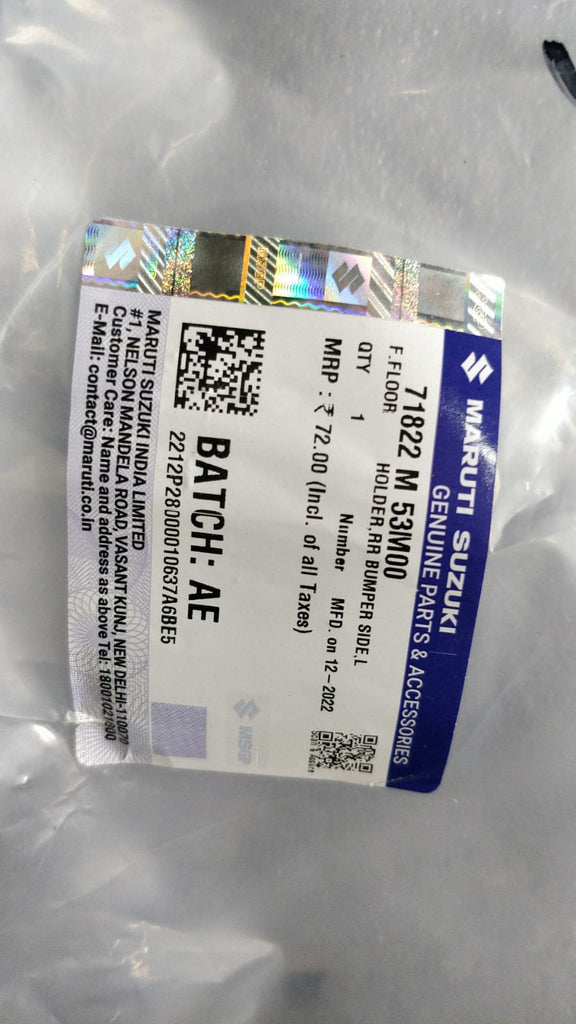 MARUTI SUZUKI
GENUINE PARTS & ACCESSORIES
71822 M 53M00
F.FLOOR HOLDER,RR BUMPER SIDE,L
QTY 1 Number MFD. on 12-2022
MRP : ₹ 72.00 (Incl. of all Taxes)
BATCH: AE
MSGP
MARUTI SUZUKI INDIA LIMITED
#1, NELSON MANDELA ROAD, VASANT KUNJ, NEW DELHI-110070
Customer Care: Name and address as above Tel: 18001021800
E-Mail: contact@maruti.co.in